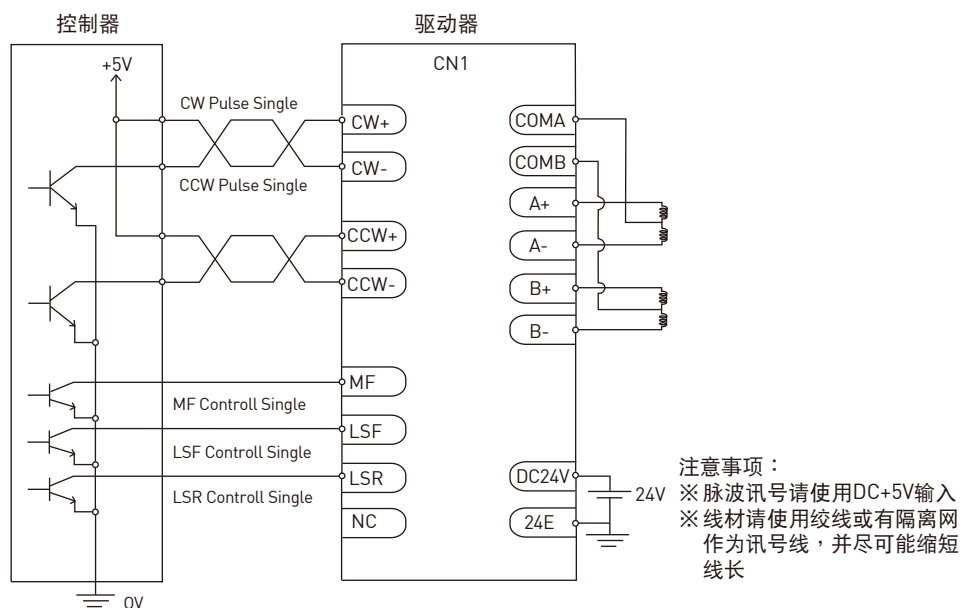 控制器
驱动器
+5V
CN1
CW Pulse Single
CW+
COMA
CW-
COMB
CCW Pulse Single
A+
CCW+
A-
CCW-
B+
B-
MF
MF Controll Single
LSF
LSF Controll Single
LSR
DC24V
24V
LSR Controll Single
NC
24E
0V
注意事项：
※脉波讯号请使用DC+5V输入
※线材请使用绞线或有隔离网
作为讯号线，并尽可能缩短
线长